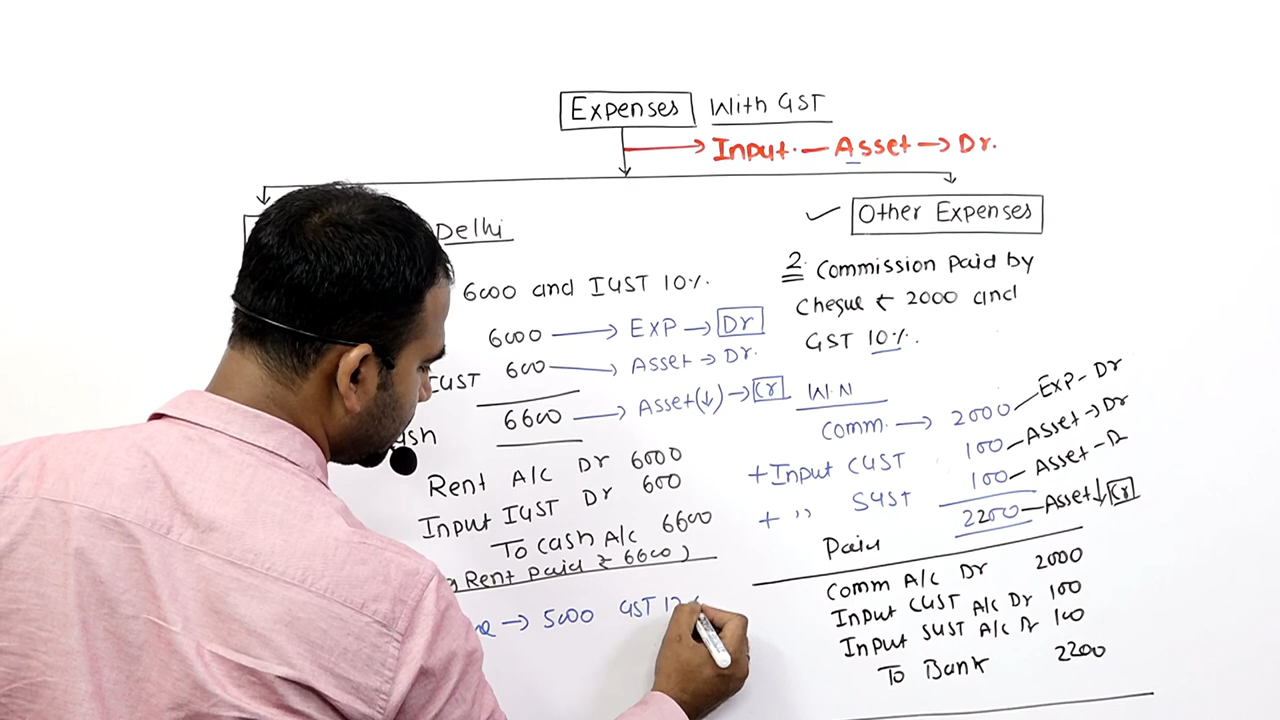 Expenses With GST
Input. — Asset → Dr.
Delhi
6000 and IGST 10%.
6000 → EXP → Dr
IGST 600 → Asset → Dr.
6600 → Asset(↓) → Cr
Rent A/c Dr 6000
Input IGST Dr 600
To Cash A/c 6600
Rent paid ₹ 6600)
→ 5000 GST
✓ Other Expenses
2. Commission Paid by
Cheque ₹ 2000 and
GST 10%.
W.N
Comm. → 2000 — EXP - Dr
+ Input CGST 100 — Asset → Dr
+ ,, SGST 100 — Asset - Dr
2200 — Asset ↓ Cr
Paid
Comm A/c Dr 2000
Input CGST A/c Dr 100
Input SGST A/c Dr 100
To Bank 2200